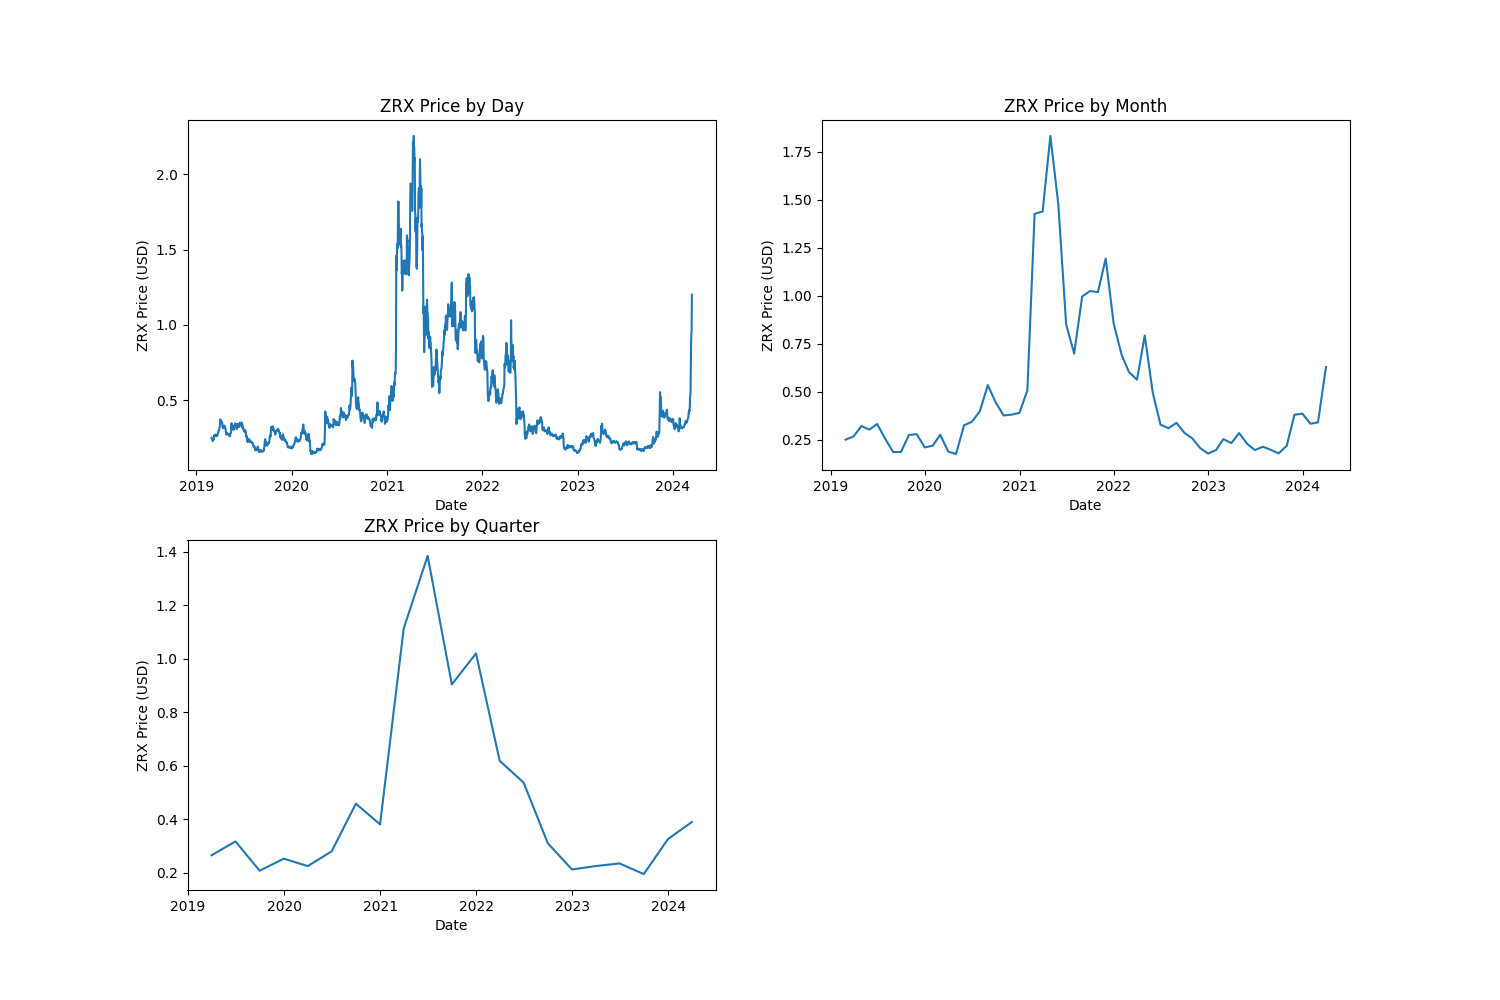 ZRX Price by Day
ZRX Price (USD)
2.0
1.5
1.0
0.5
2019 2020 2021 2022 2023 2024
Date
ZRX Price by Month
ZRX Price (USD)
1.75
1.50
1.25
1.00
0.75
0.50
0.25
2019 2020 2021 2022 2023 2024
Date
ZRX Price by Quarter
ZRX Price (USD)
1.4
1.2
1.0
0.8
0.6
0.4
0.2
2019 2020 2021 2022 2023 2024
Date